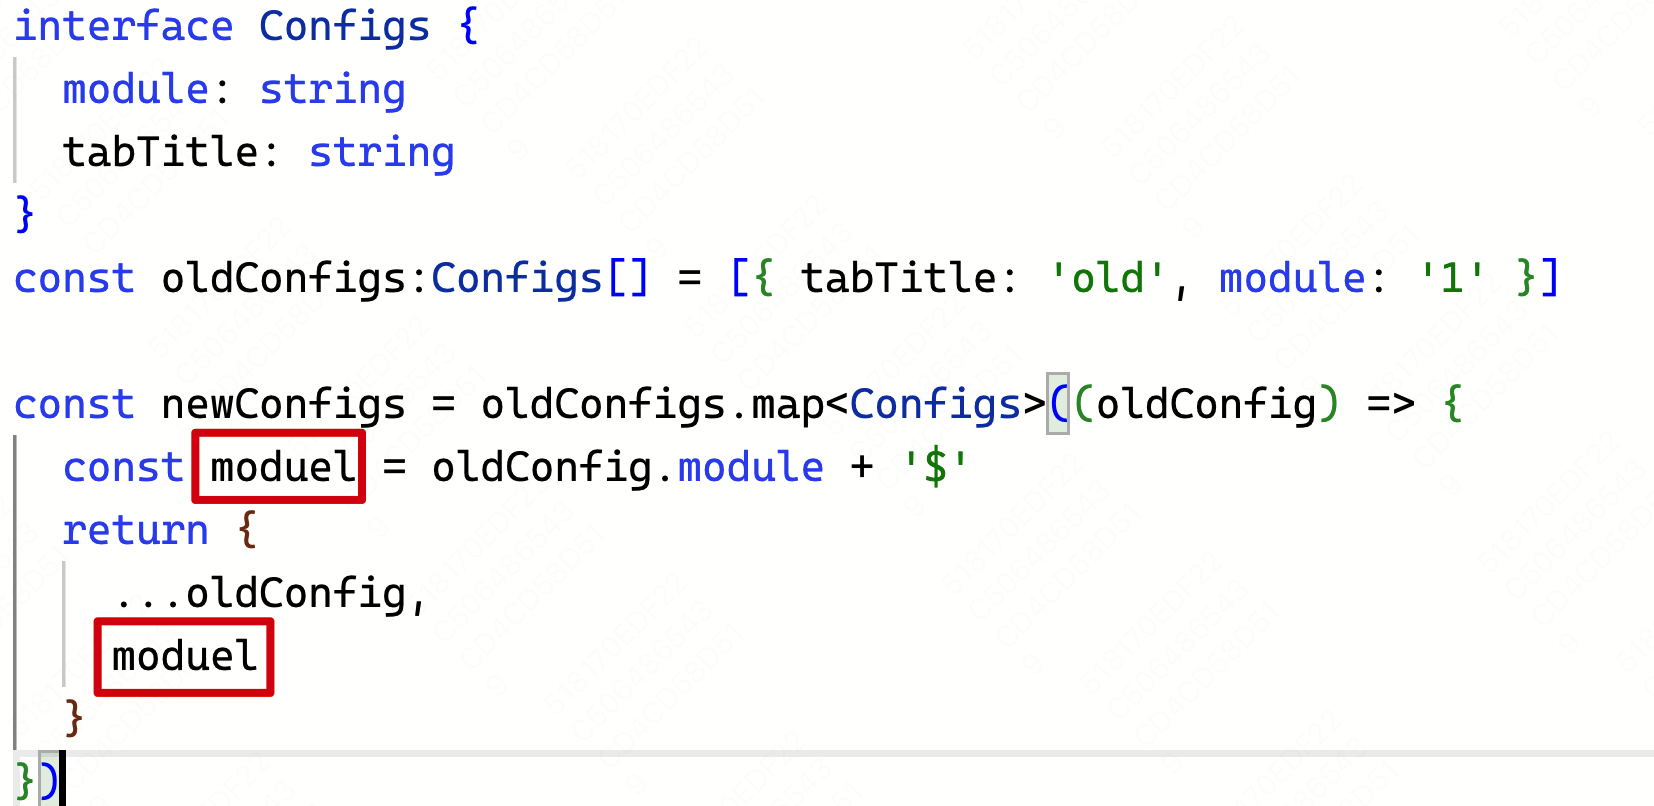 interface Configs {
  module: string
  tabTitle: string
}
const oldConfigs:Configs[] = [{ tabTitle: 'old', module: '1' }]
const newConfigs = oldConfigs.map<Configs>((oldConfig) => {
  const moduel = oldConfig.module + '$'
  return {
    ...oldConfig,
    moduel
  }
})